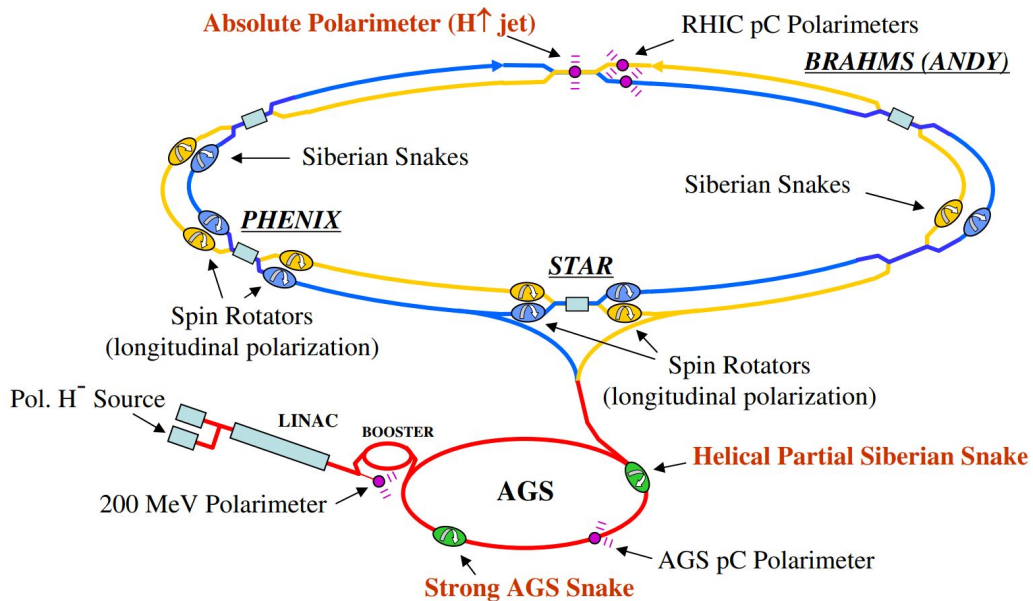 Absolute Polarimeter (H↑ jet)
RHIC pC Polarimeters
BRAHMS (ANDY)
Siberian Snakes
Siberian Snakes
PHENIX
STAR
Spin Rotators
(longitudinal polarization)
Spin Rotators
(longitudinal polarization)
Pol. H⁻ Source
LINAC
BOOSTER
Helical Partial Siberian Snake
200 MeV Polarimeter
AGS
AGS pC Polarimeter
Strong AGS Snake